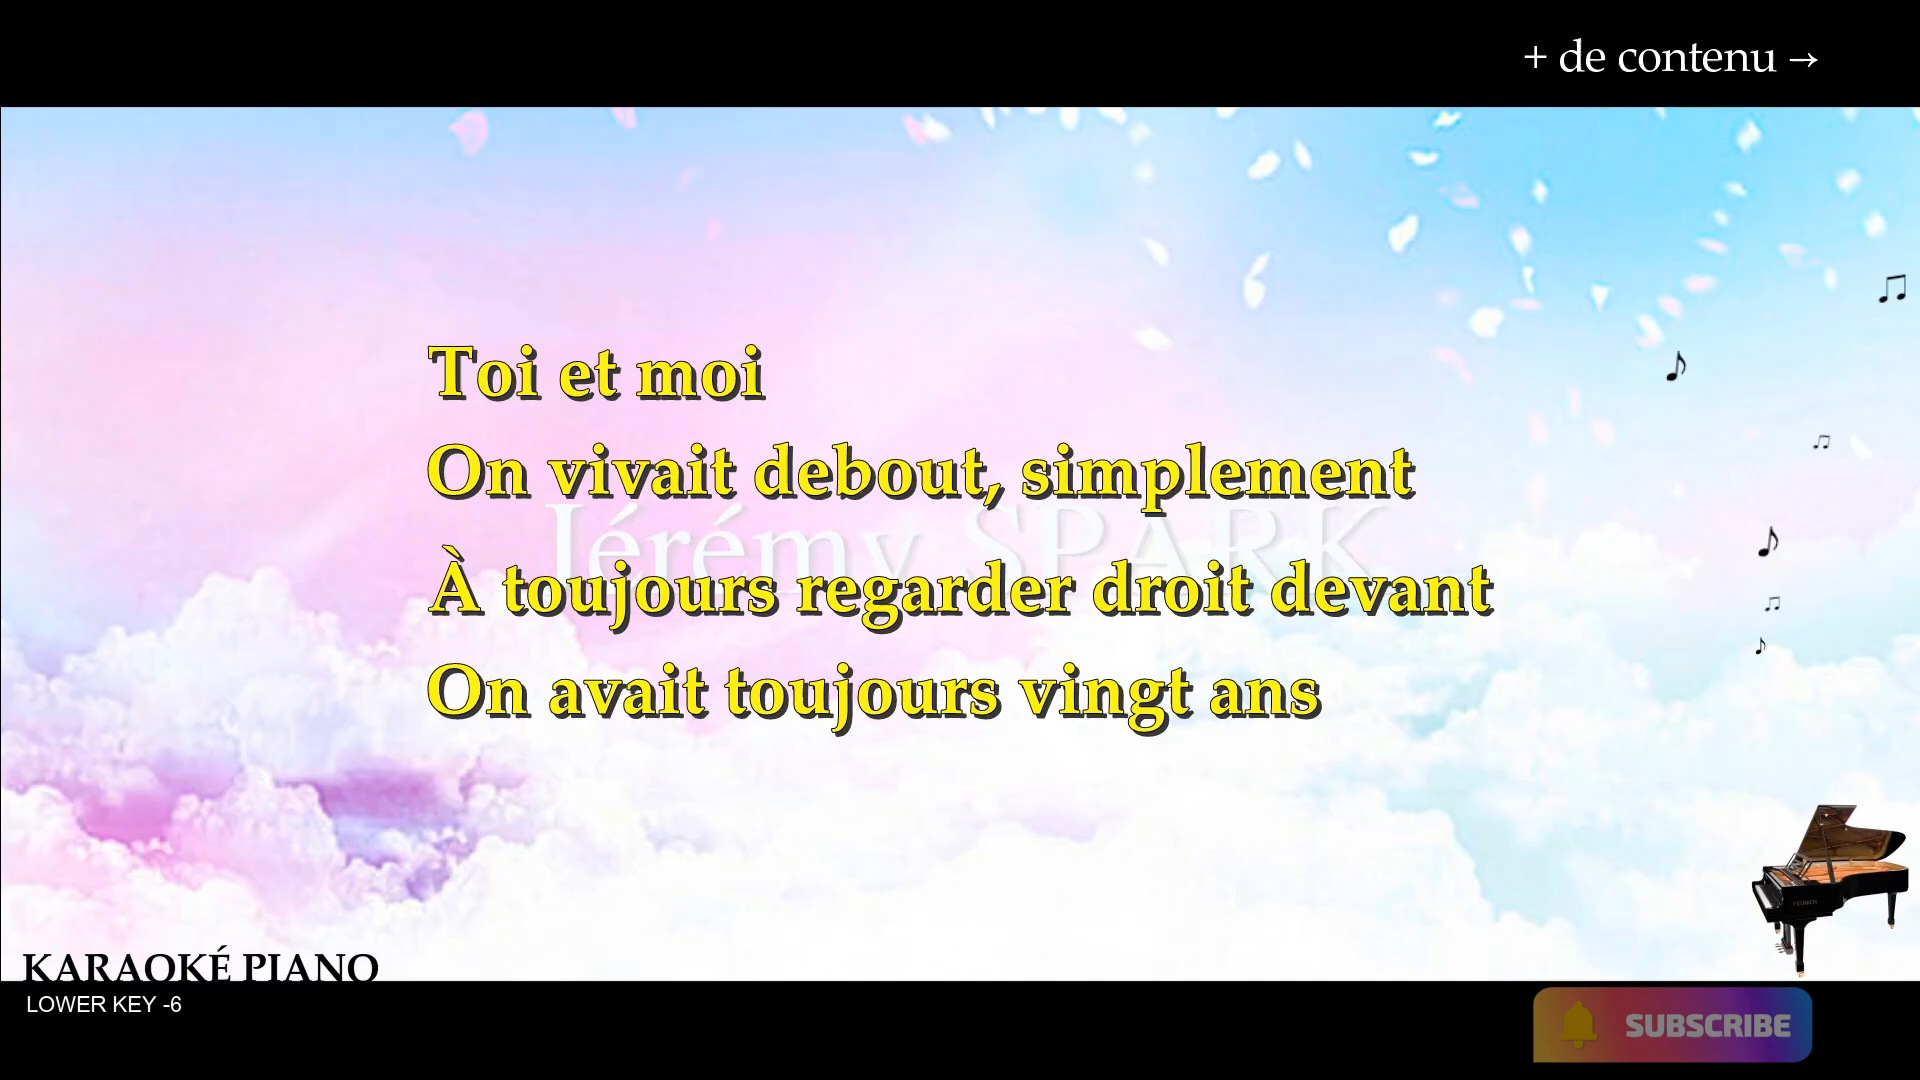 + de contenu →
Toi et moi
On vivait debout, simplement
Jérémy SPARK
À toujours regarder droit devant
On avait toujours vingt ans
KARAOKÉ PIANO
LOWER KEY -6
SUBSCRIBE